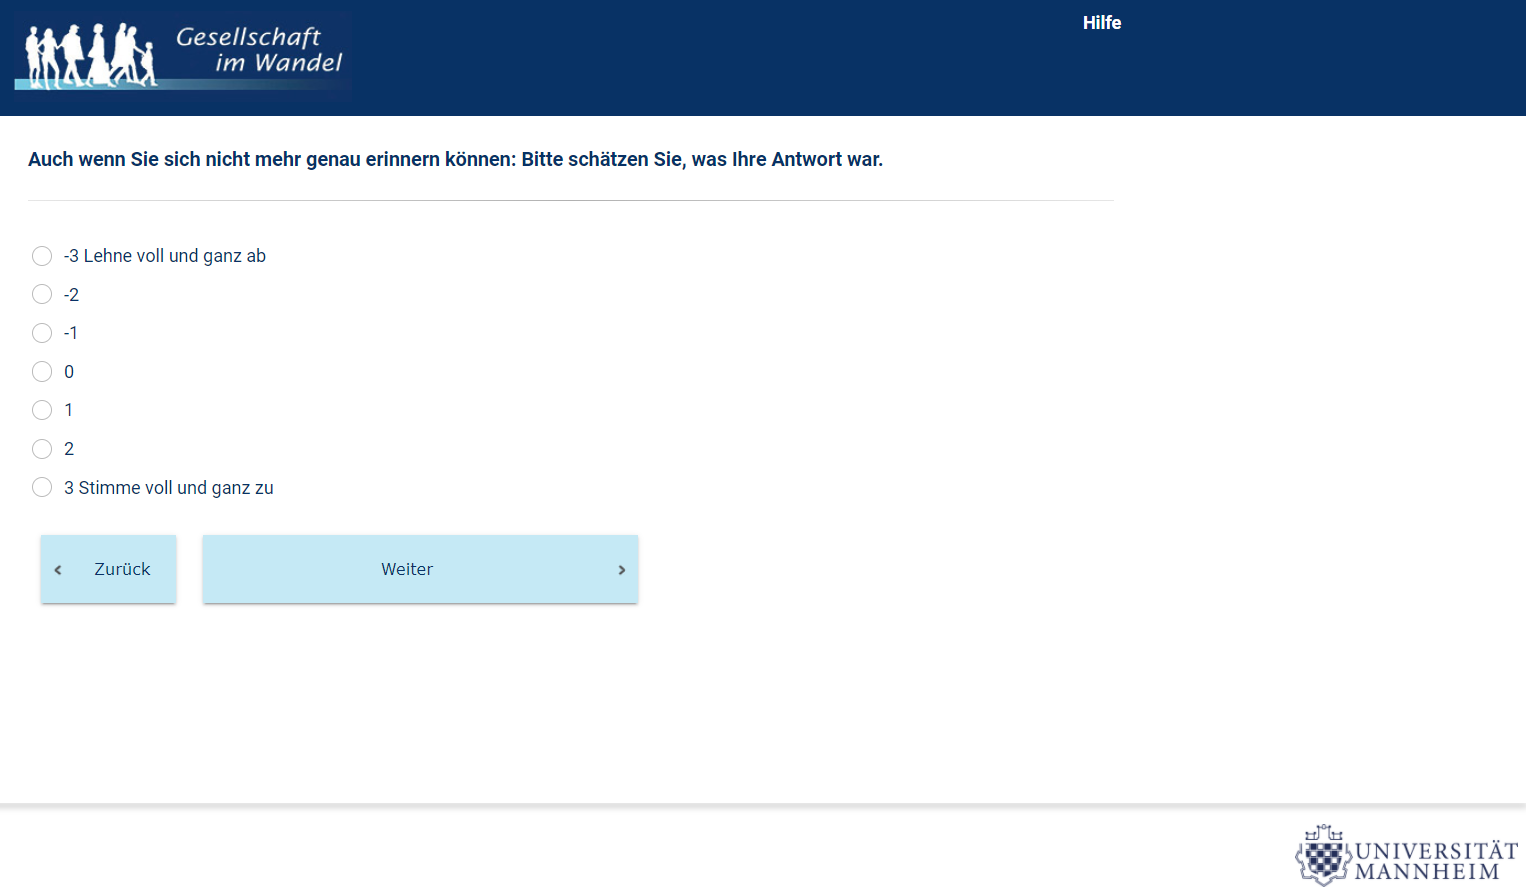 Gesellschaft
im Wandel
Hilfe
Auch wenn Sie sich nicht mehr genau erinnern können: Bitte schätzen Sie, was Ihre Antwort war.
-3 Lehne voll und ganz ab
-2
-1
0
1
2
3 Stimme voll und ganz zu
Zurück
Weiter
UNIVERSITÄT
MANNHEIM